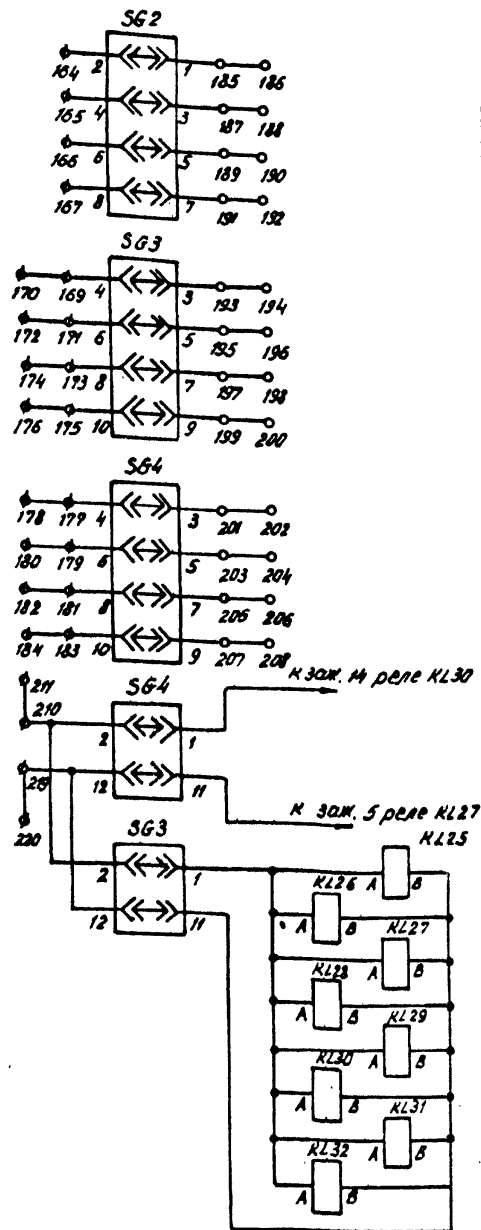 SG2
164 2 1 185 186
165 4 3 187 188
166 6 5 189 190
167 8 7 191 192
SG3
170 169 4 3 193 194
172 171 6 5 195 196
174 173 8 7 197 198
176 175 10 9 199 200
SG4
178 177 4 3 201 202
180 179 6 5 203 204
182 181 8 7 205 206
184 183 10 9 207 208
211
SG4
к заж. 14 реле KL30
210 2 1
219 12 11
к заж. 5 реле KL27
220
SG3
KL25
2 1 A B
KL26
12 11 A B
KL27
A B
KL28
A B
KL29
A B
KL30
A B
KL31
A B
KL32
A B